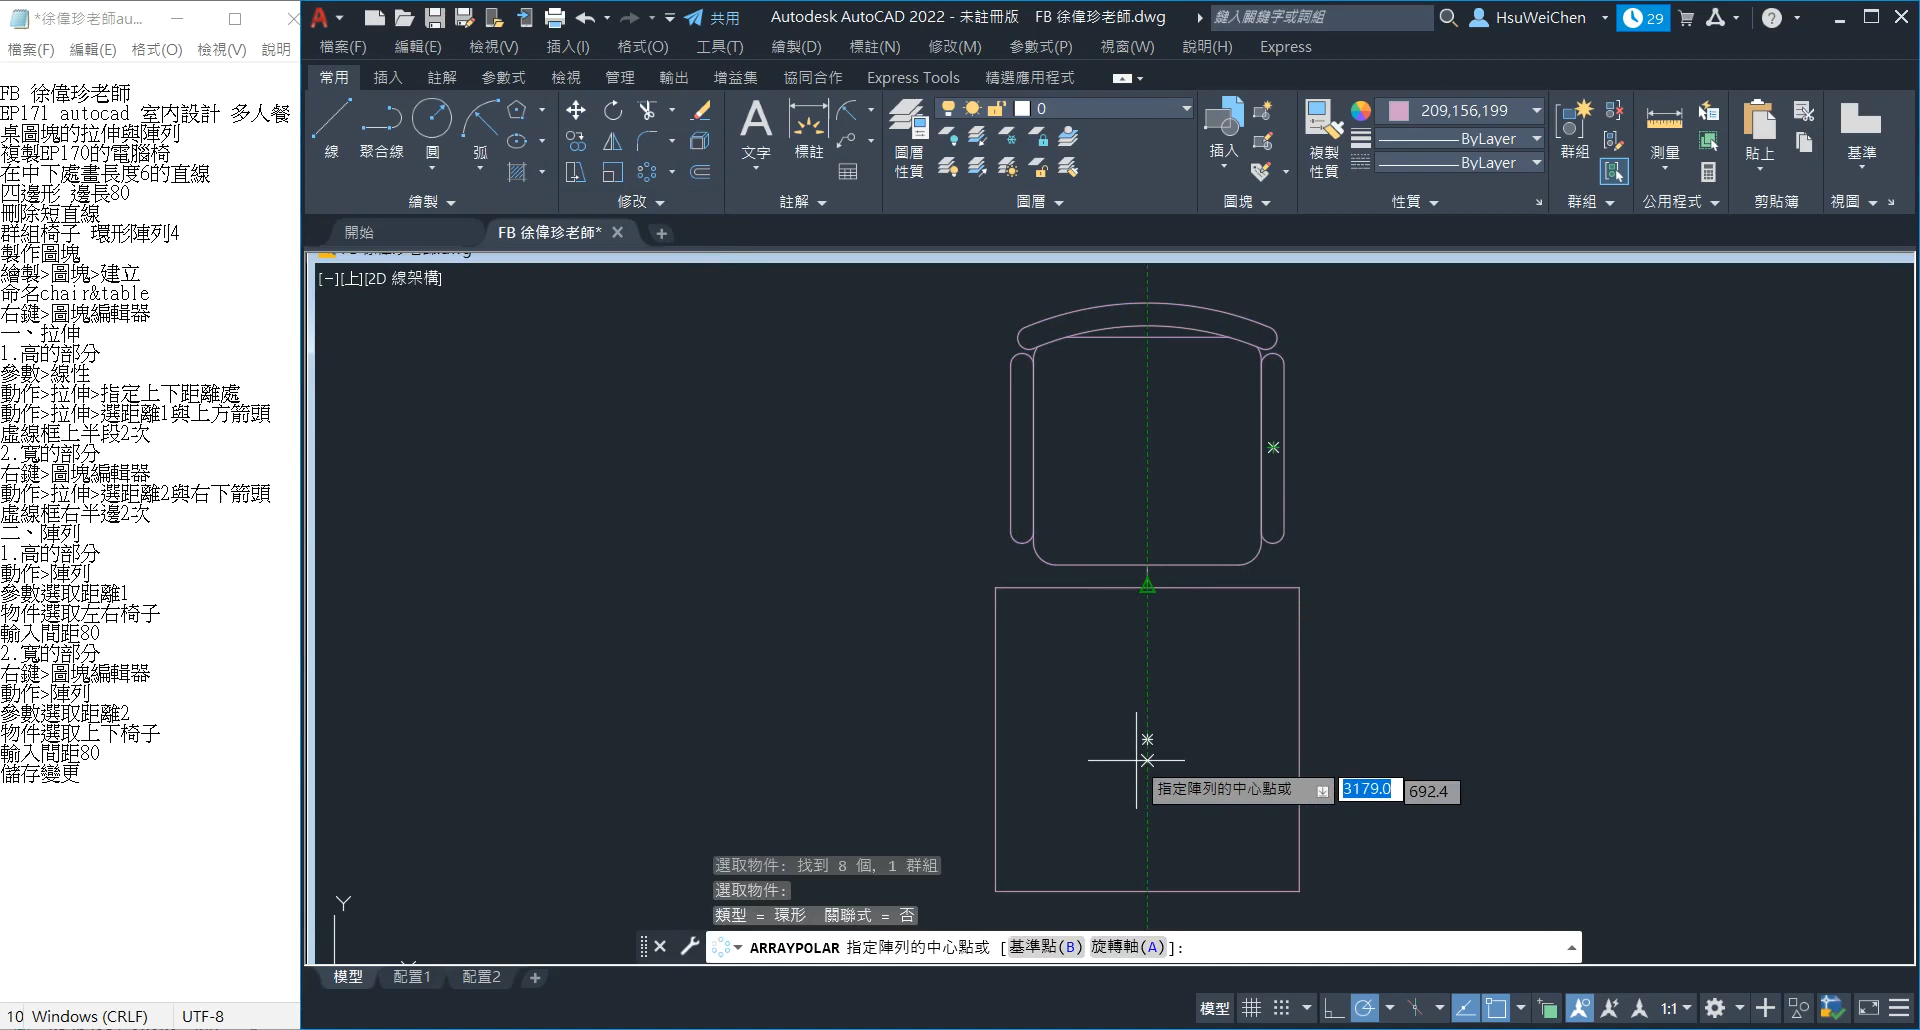 *徐偉珍老師au...
檔案(F) 編輯(E) 格式(O) 檢視(V) 說明
FB 徐偉珍老師
EP171 autocad 室內設計 多人餐
桌圖塊的拉伸與陣列
複製EP170的電腦椅
在中下處畫長度6的直線
四邊形 邊長80
刪除短直線
群組椅子 環形陣列4
製作圖塊
繪製>圖塊>建立
命名chair&table
右鍵>圖塊編輯器
一、拉伸
1.高的部分
參數>線性
動作>拉伸>指定上下距離處
動作>拉伸>選距離1與上方箭頭
虛線框上半段2次
2.寬的部分
右鍵>圖塊編輯器
動作>拉伸>選距離2與右下箭頭
虛線框右半邊2次
二、陣列
1.高的部分
動作>陣列
參數選取距離1
物件選取左右椅子
輸入間距80
2.寬的部分
右鍵>圖塊編輯器
動作>陣列
參數選取距離2
物件選取上下椅子
輸入間距80
儲存變更
10 Windows (CRLF) UTF-8
共用 Autodesk AutoCAD 2022 - 未註冊版 FB 徐偉珍老師.dwg 鍵入關鍵字或詞組 HsuWeiChen 29
檔案(F) 編輯(E) 檢視(V) 插入(I) 格式(O) 工具(T) 繪製(D) 標註(N) 修改(M) 參數式(P) 視窗(W) 說明(H) Express
常用 插入 註解 參數式 檢視 管理 輸出 增益集 協同合作 Express Tools 精選應用程式
0 209,156,199
ByLayer
ByLayer
線 聚合線 圓 弧 文字 標註 圖層性質 插入 複製性質 群組 測量 貼上 基準
繪製 修改 註解 圖層 圖塊 性質 群組 公用程式 剪貼簿 視圖
開始 FB 徐偉珍老師*
[−][上][2D 線架構]
指定陣列的中心點或 3179.0 692.4
選取物件: 找到 8 個, 1 群組
選取物件:
類型 = 環形 關聯式 = 否
Y
ARRAYPOLAR 指定陣列的中心點或 [基準點(B) 旋轉軸(A)]:
模型 配置1 配置2
模型 1:1